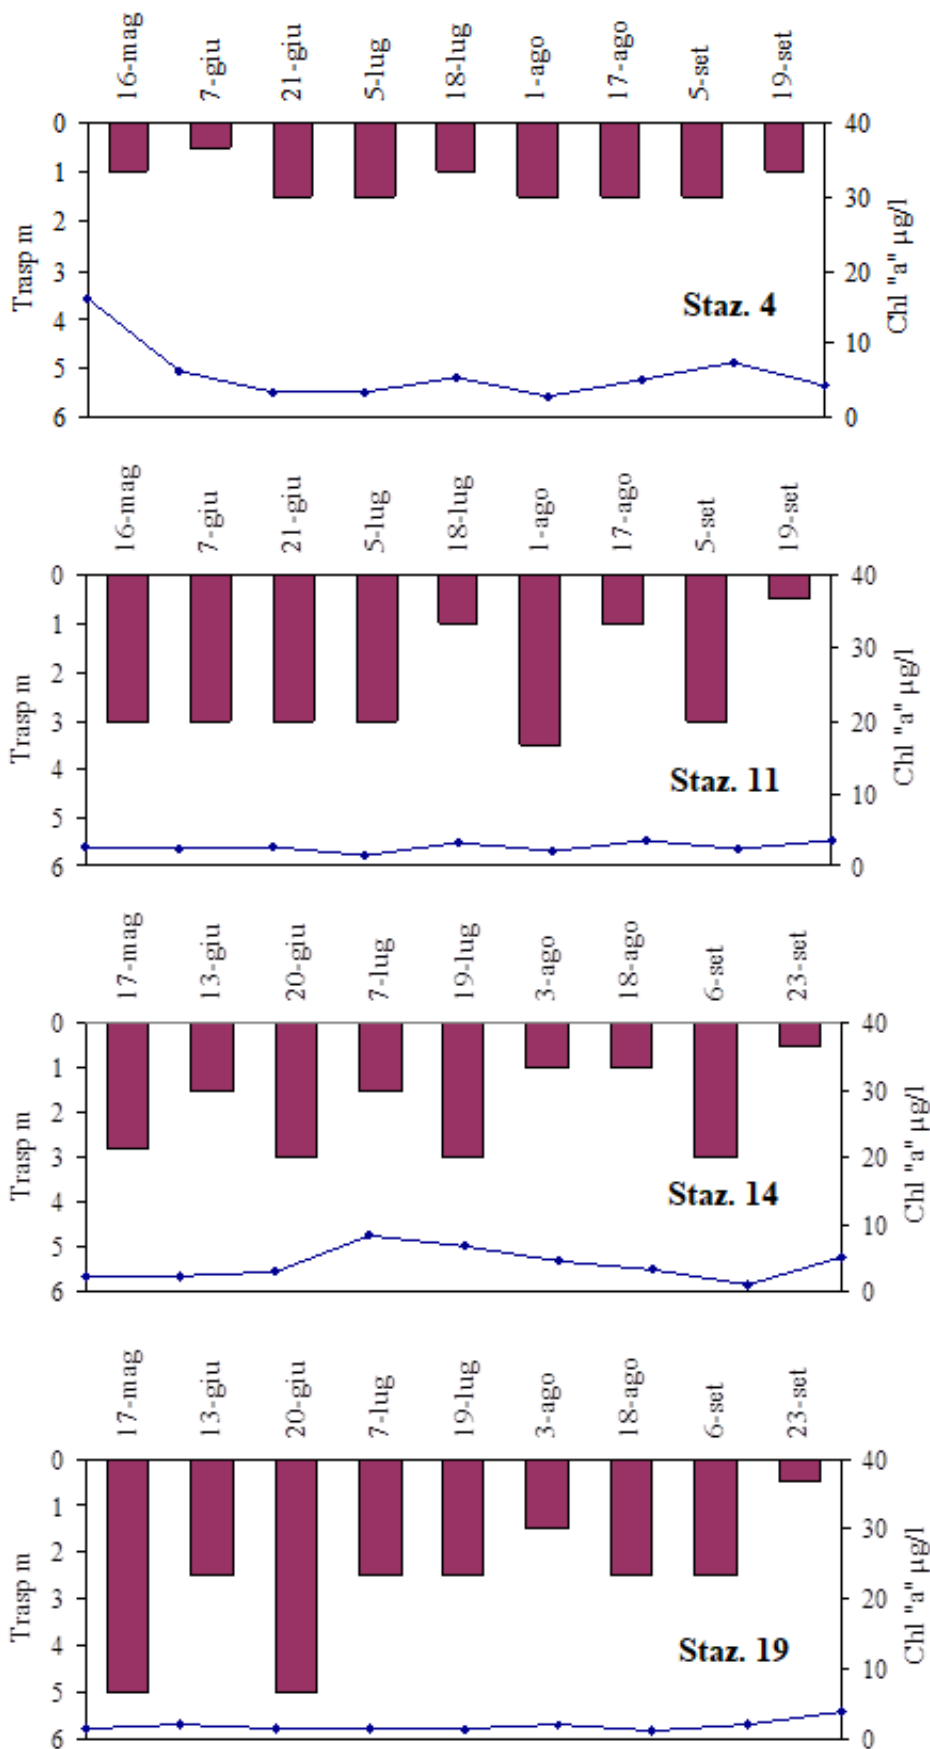 16-mag 7-giu 21-giu 5-lug 18-lug 1-ago 17-ago 5-set 19-set
0 40
1
30
2
3 20
Staz. 4
4
10
5
6 0
Trasp m
Chl "a" µg/l
16-mag 7-giu 21-giu 5-lug 18-lug 1-ago 17-ago 5-set 19-set
0 40
1
30
2
3 20
4
Staz. 11
10
5
6 0
Trasp m
Chl "a" µg/l
17-mag 13-giu 20-giu 7-lug 19-lug 3-ago 18-ago 6-set 23-set
0 40
1
30
2
3 20
Staz. 14
4
10
5
6 0
Trasp m
Chl "a" µg/l
17-mag 13-giu 20-giu 7-lug 19-lug 3-ago 18-ago 6-set 23-set
0 40
1
30
2
3 20
4
Staz. 19
10
5
6 0
Trasp m
Chl "a" µg/l